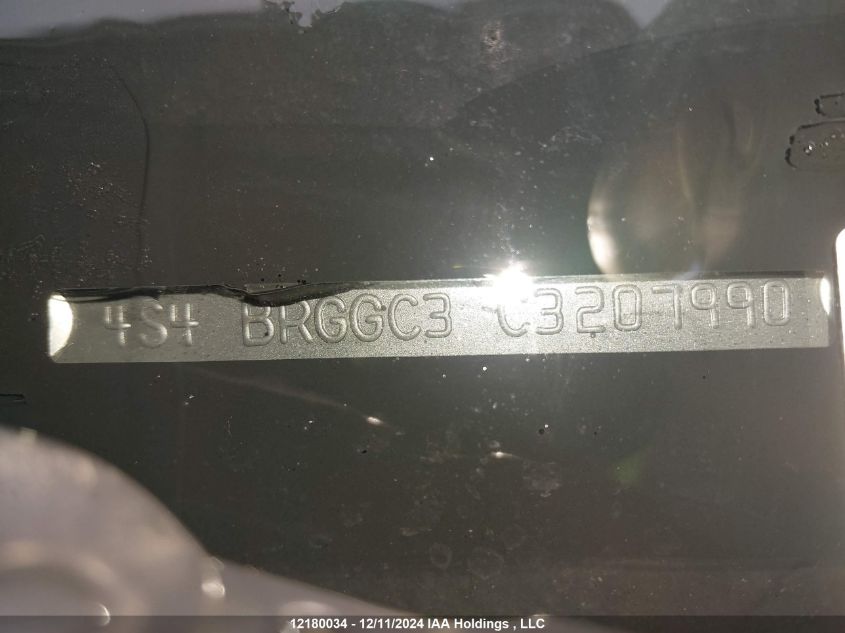 4S4 BRGGC3 C3207990
12180034 - 12/11/2024 IAA Holdings , LLC